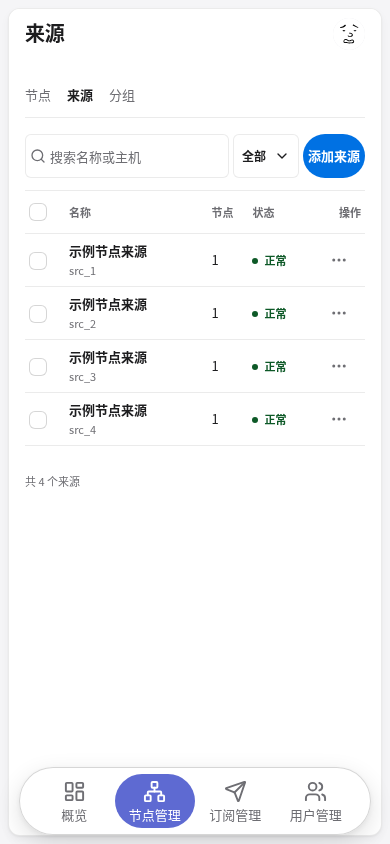 来源
节点 来源 分组
搜索名称或主机 全部 添加来源
名称 节点 状态 操作
示例节点来源 1 正常
src_1
示例节点来源 1 正常
src_2
示例节点来源 1 正常
src_3
示例节点来源 1 正常
src_4
共 4 个来源
概览 节点管理 订阅管理 用户管理